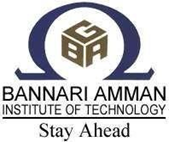 G
B A
BANNARI AMMAN
INSTITUTE OF TECHNOLOGY
Stay Ahead